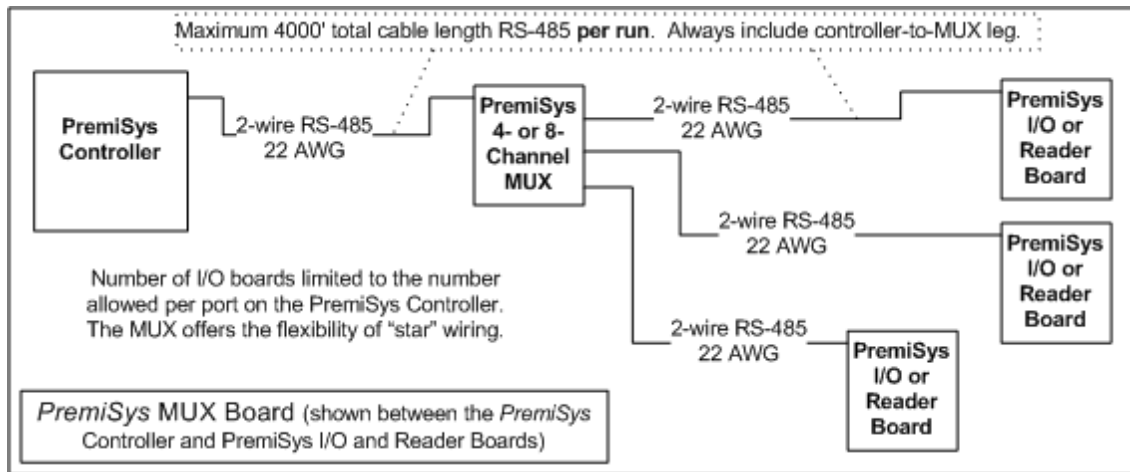 Maximum 4000' total cable length RS-485 per run. Always include controller-to-MUX leg.
PremiSys
Controller
2-wire RS-485
22 AWG
PremiSys
4- or 8-
Channel
MUX
2-wire RS-485
22 AWG
PremiSys
I/O or
Reader
Board
2-wire RS-485
22 AWG
PremiSys
I/O or
Reader
Board
2-wire RS-485
22 AWG
PremiSys
I/O or
Reader
Board
Number of I/O boards limited to the number
allowed per port on the PremiSys Controller.
The MUX offers the flexibility of “star” wiring.
PremiSys MUX Board (shown between the PremiSys
Controller and PremiSys I/O and Reader Boards)